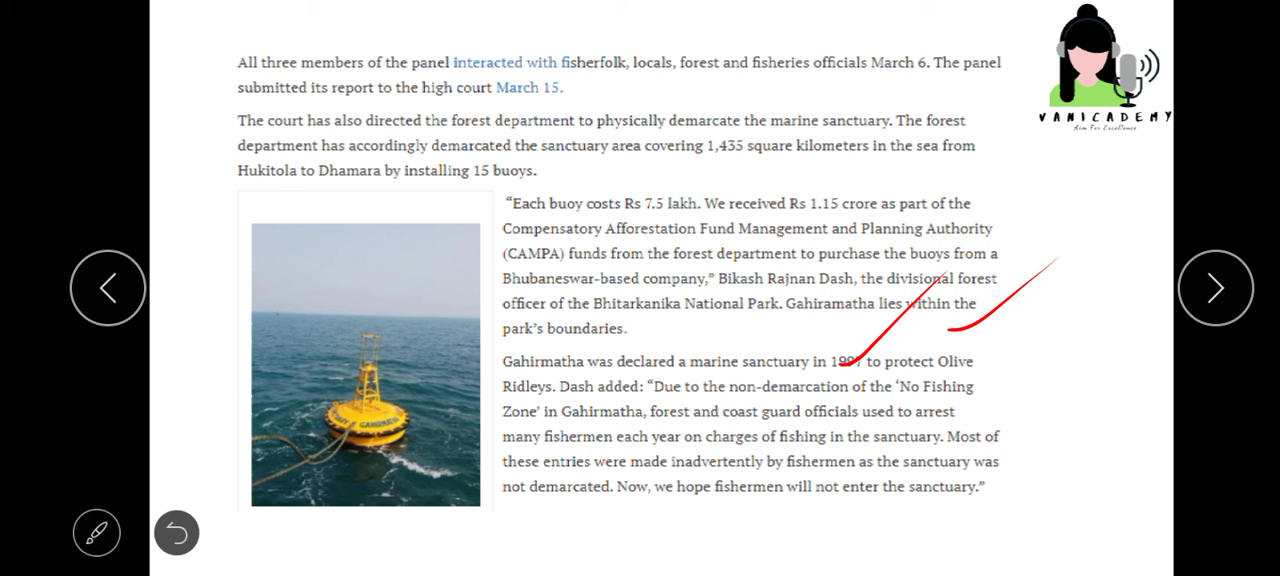 All three members of the panel interacted with fisherfolk, locals, forest and fisheries officials March 6. The panel
submitted its report to the high court March 15.
The court has also directed the forest department to physically demarcate the marine sanctuary. The forest
department has accordingly demarcated the sanctuary area covering 1,435 square kilometers in the sea from
Hukitola to Dhamara by installing 15 buoys.
“Each buoy costs Rs 7.5 lakh. We received Rs 1.15 crore as part of the
Compensatory Afforestation Fund Management and Planning Authority
(CAMPA) funds from the forest department to purchase the buoys from a
Bhubaneswar-based company,” Bikash Rajnan Dash, the divisional forest
officer of the Bhitarkanika National Park. Gahiramatha lies within the
park’s boundaries.
Gahirmatha was declared a marine sanctuary in 1997 to protect Olive
Ridleys. Dash added: “Due to the non-demarcation of the ‘No Fishing
Zone’ in Gahirmatha, forest and coast guard officials used to arrest
many fishermen each year on charges of fishing in the sanctuary. Most of
these entries were made inadvertently by fishermen as the sanctuary was
not demarcated. Now, we hope fishermen will not enter the sanctuary.”
GAHIRMATHA
VANICADEMY
Aim For Excellence